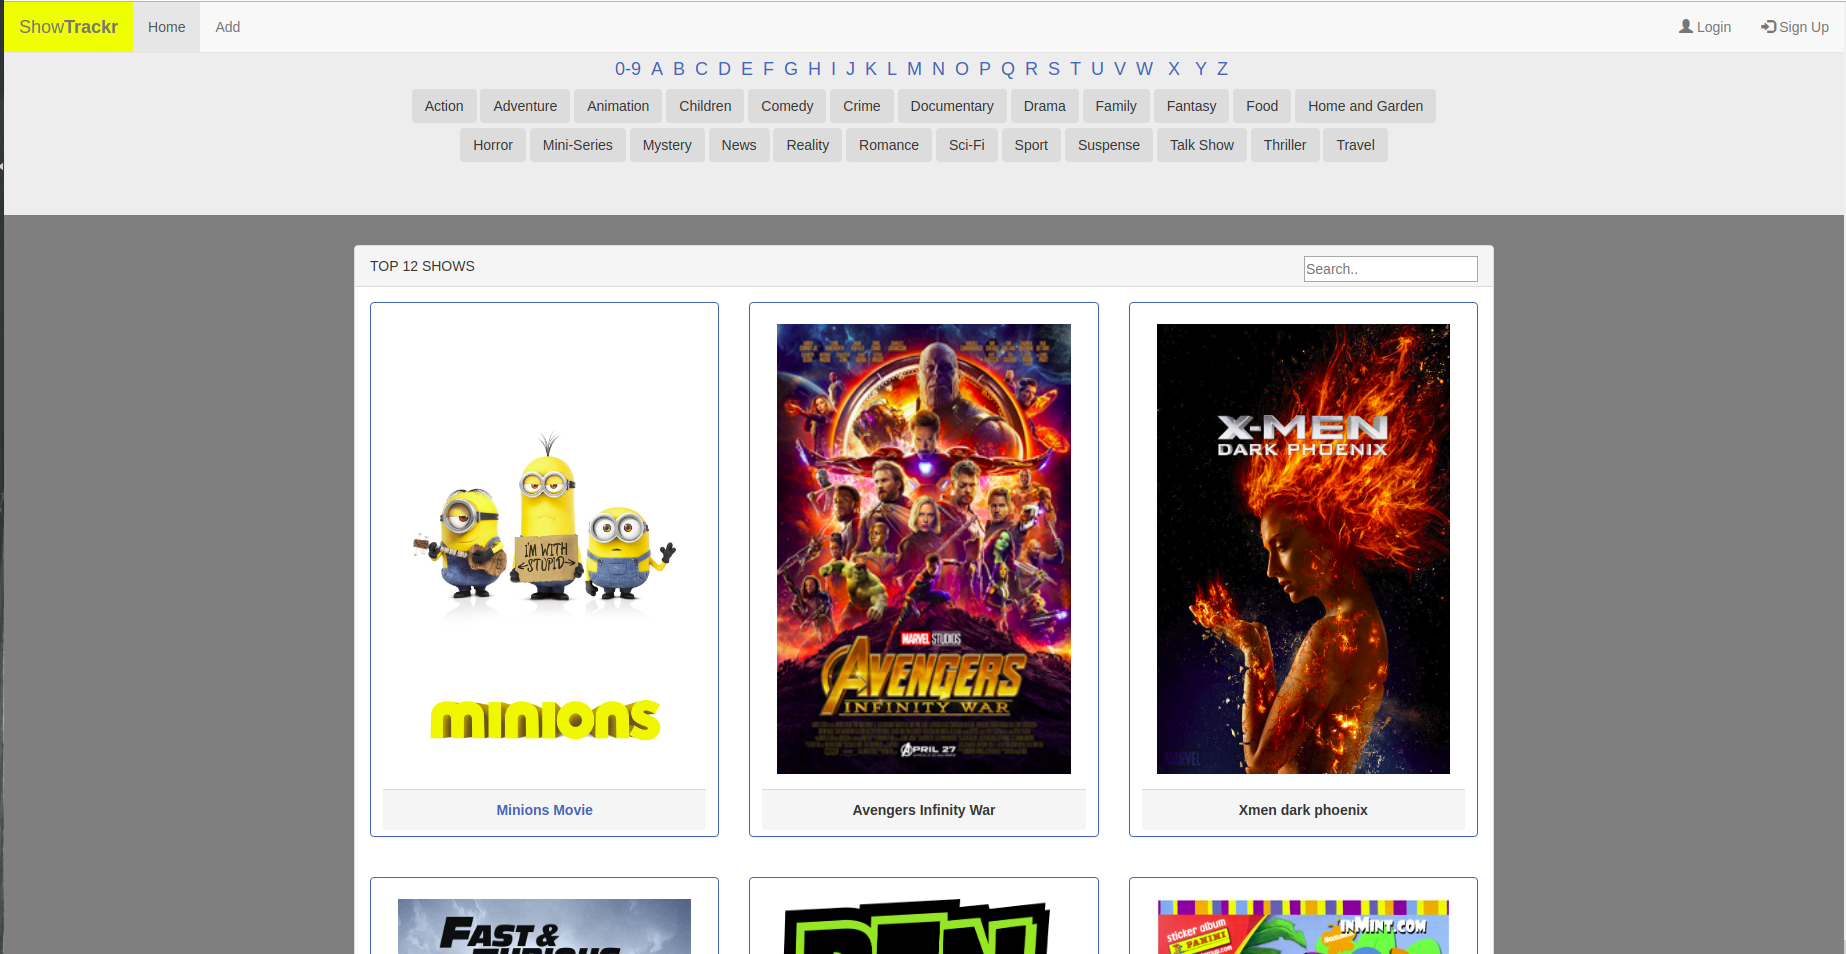 ShowTrackr Home Add Login Sign Up
0-9 A B C D E F G H I J K L M N O P Q R S T U V W X Y Z
Action Adventure Animation Children Comedy Crime Documentary Drama Family Fantasy Food Home and Garden
Horror Mini-Series Mystery News Reality Romance Sci-Fi Sport Suspense Talk Show Thriller Travel
TOP 12 SHOWS Search..
I'M WITH
STUPID
minions
Minions Movie
MARVEL STUDIOS
AVENGERS
INFINITY WAR
APRIL 27
Avengers Infinity War
X-MEN
DARK PHOENIX
MARVEL
Xmen dark phoenix
FAST &
FURIOUS
BEN
INMINT.COM
sticker album
PANINI